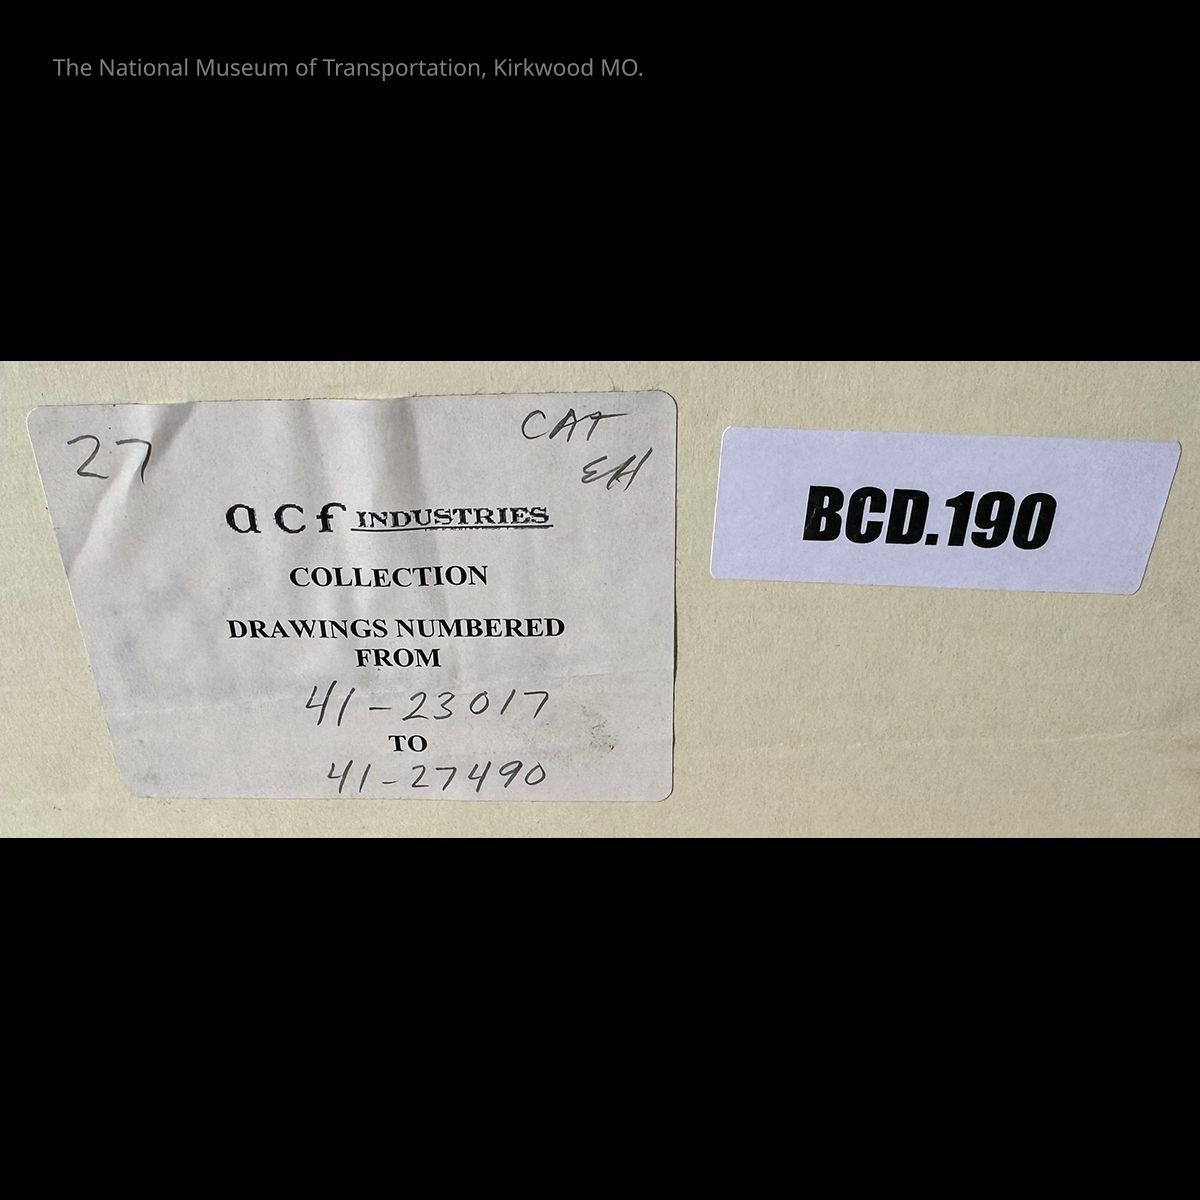 The National Museum of Transportation, Kirkwood MO.
27
CAT
EH
acf INDUSTRIES
COLLECTION
DRAWINGS NUMBERED
FROM
41-23017
TO
41-27490
BCD.190